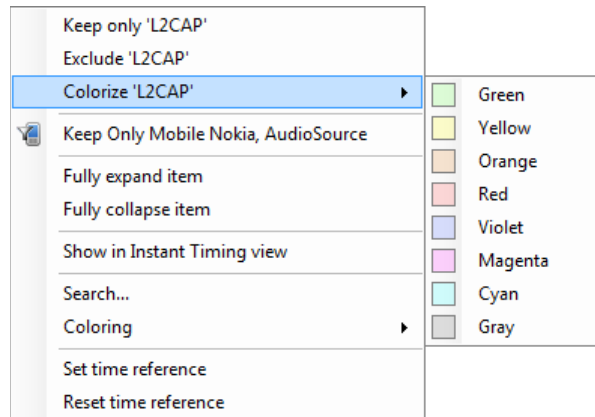 Keep only 'L2CAP'
Exclude 'L2CAP'
Colorize 'L2CAP'
Keep Only Mobile Nokia, AudioSource
Fully expand item
Fully collapse item
Show in Instant Timing view
Search...
Coloring
Set time reference
Reset time reference
Green
Yellow
Orange
Red
Violet
Magenta
Cyan
Gray